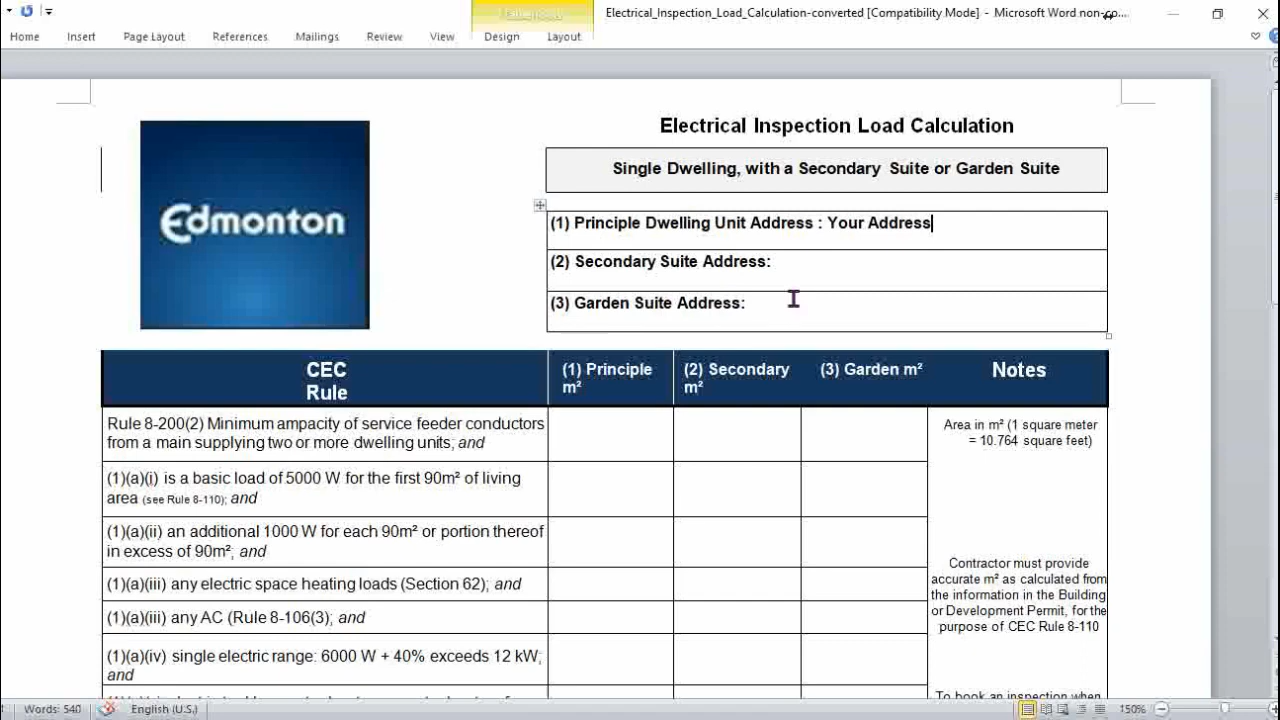 Electrical_Inspection_Load_Calculation-converted [Compatibility Mode] - Microsoft Word non-co...
Home Insert Page Layout References Mailings Review View Design Layout
Edmonton
Electrical Inspection Load Calculation
Single Dwelling, with a Secondary Suite or Garden Suite
(1) Principle Dwelling Unit Address : Your Address
(2) Secondary Suite Address:
(3) Garden Suite Address:
CEC
Rule
(1) Principle
m²
(2) Secondary
m²
(3) Garden m²
Notes
Rule 8-200(2) Minimum ampacity of service feeder conductors
from a main supplying two or more dwelling units; and
Area in m² (1 square meter
= 10.764 square feet)
(1)(a)(i) is a basic load of 5000 W for the first 90m² of living
area (see Rule 8-110); and
(1)(a)(ii) an additional 1000 W for each 90m² or portion thereof
in excess of 90m²; and
(1)(a)(iii) any electric space heating loads (Section 62); and
(1)(a)(iii) any AC (Rule 8-106(3); and
(1)(a)(iv) single electric range: 6000 W + 40% exceeds 12 kW;
and
Contractor must provide
accurate m² as calculated from
the information in the Building
or Development Permit, for the
purpose of CEC Rule 8-110
To book an inspection when
Words: 540 English (U.S.) 150%